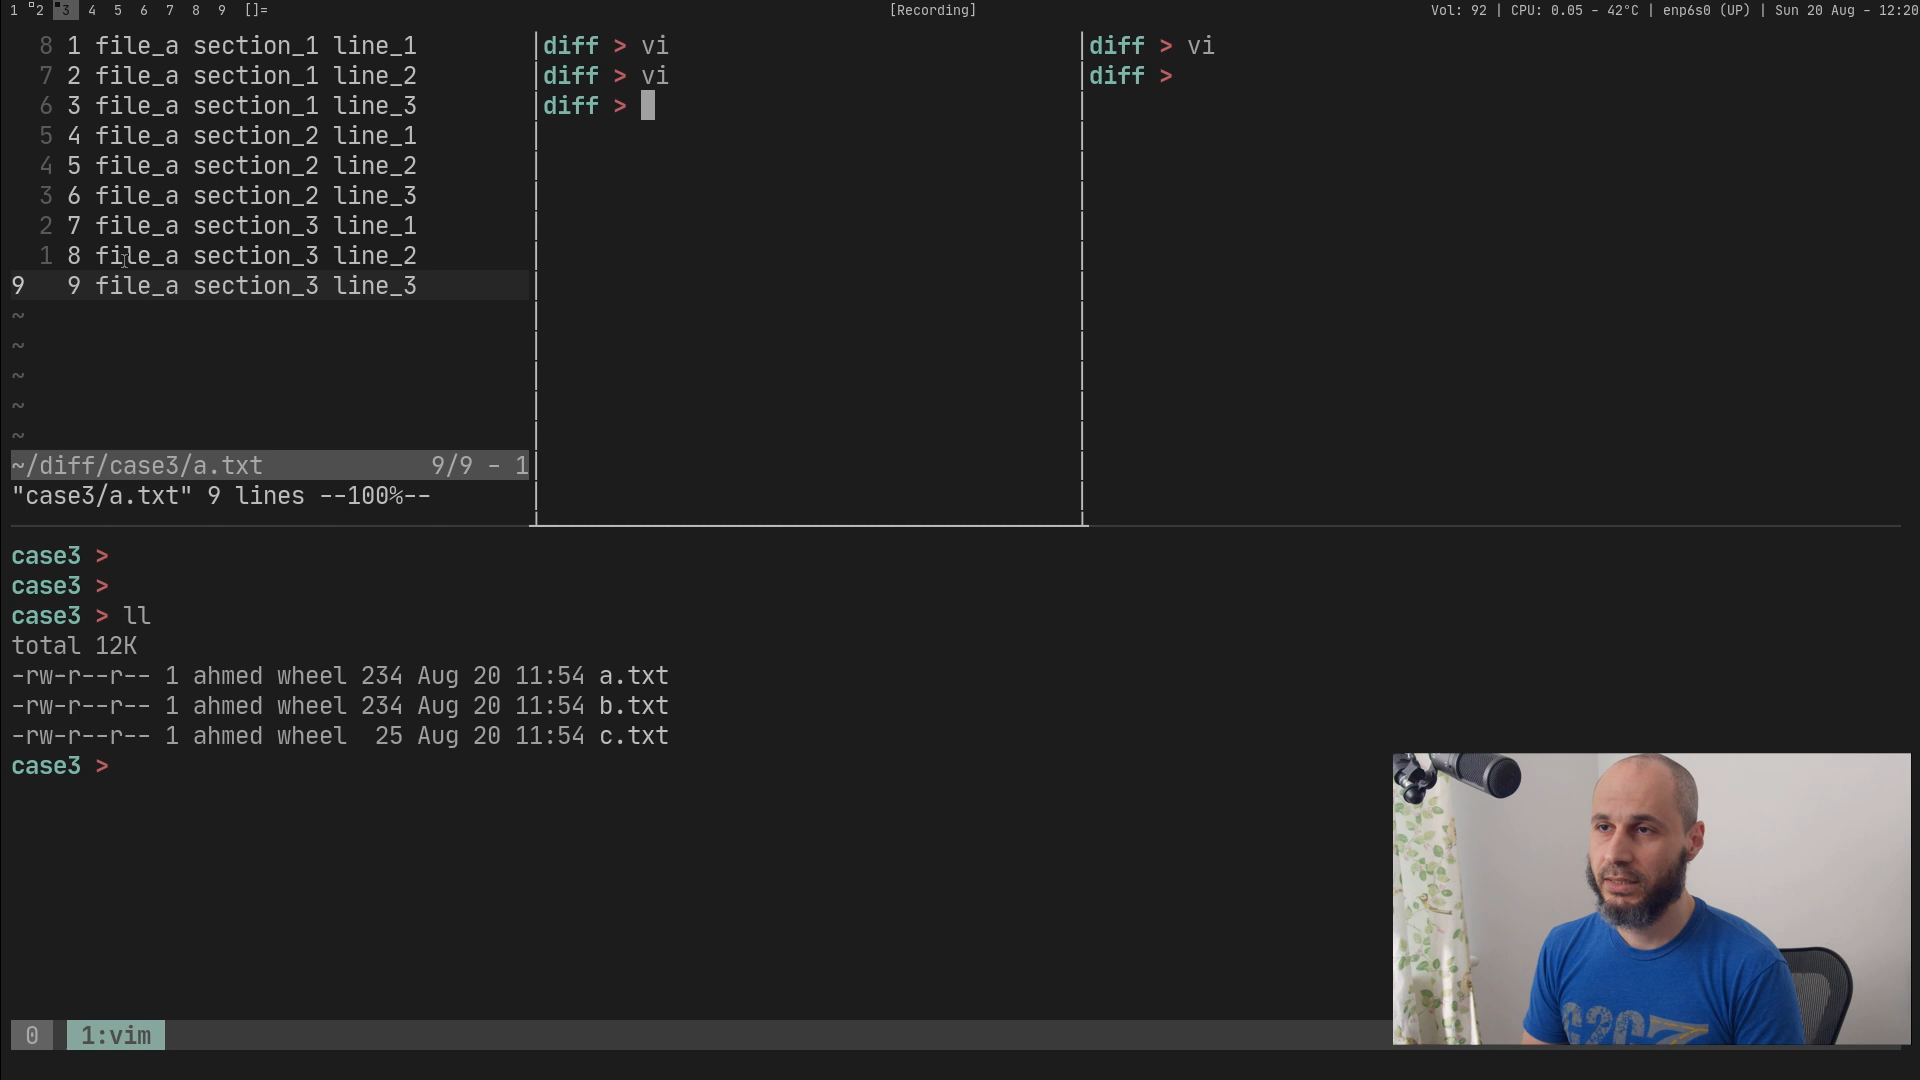 1 2 3 4 5 6 7 8 9 []= [Recording] Vol: 92 | CPU: 0.05 - 42°C | enp6s0 (UP) | Sun 20 Aug - 12:20
8 1 file_a section_1 line_1
7 2 file_a section_1 line_2
6 3 file_a section_1 line_3
5 4 file_a section_2 line_1
4 5 file_a section_2 line_2
3 6 file_a section_2 line_3
2 7 file_a section_3 line_1
1 8 file_a section_3 line_2
9 9 file_a section_3 line_3
~
~
~
~
~
~/diff/case3/a.txt 9/9 - 1
"case3/a.txt" 9 lines --100%--
diff > vi
diff > vi
diff >
diff > vi
diff >
case3 >
case3 >
case3 > ll
total 12K
-rw-r--r-- 1 ahmed wheel 234 Aug 20 11:54 a.txt
-rw-r--r-- 1 ahmed wheel 234 Aug 20 11:54 b.txt
-rw-r--r-- 1 ahmed wheel 25 Aug 20 11:54 c.txt
case3 >
0 1:vim